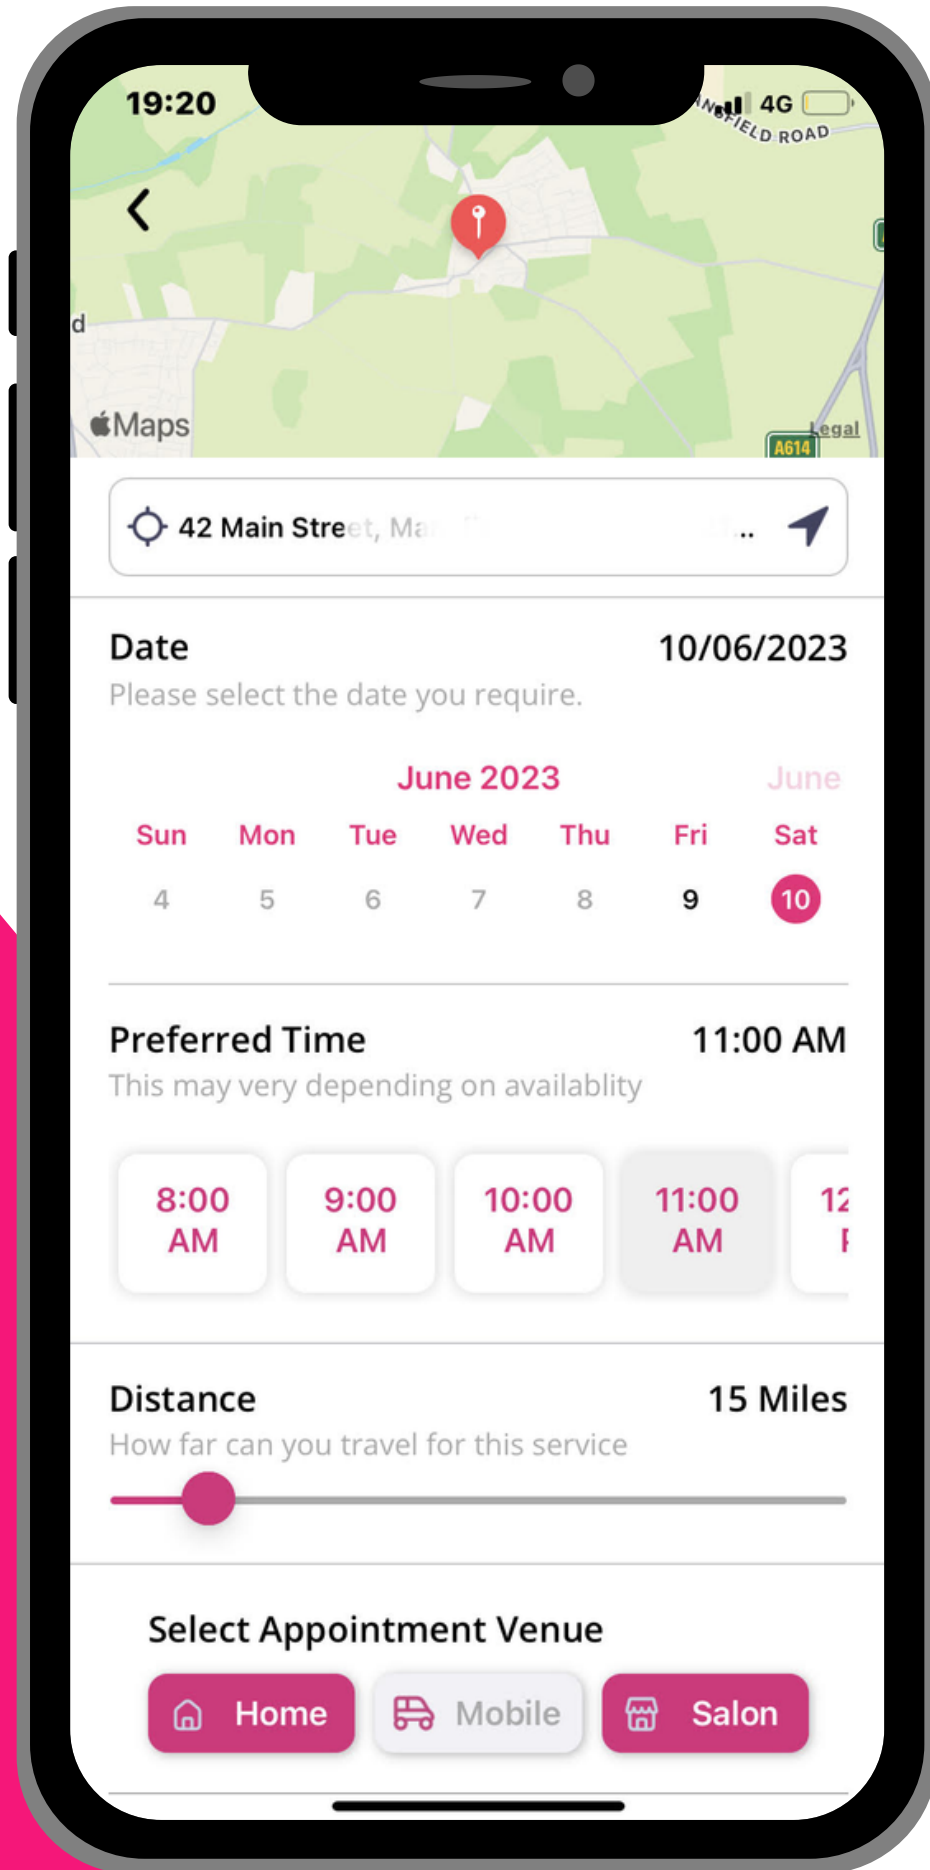 19:20
4G
ANSFIELD ROAD
d
Maps
Legal
A614
42 Main Street, Ma
Date 10/06/2023
Please select the date you require.
June 2023 June
Sun Mon Tue Wed Thu Fri Sat
4 5 6 7 8 9 10
Preferred Time 11:00 AM
This may very depending on availablity
8:00 9:00 10:00 11:00 12
AM AM AM AM
Distance 15 Miles
How far can you travel for this service
Select Appointment Venue
Home Mobile Salon